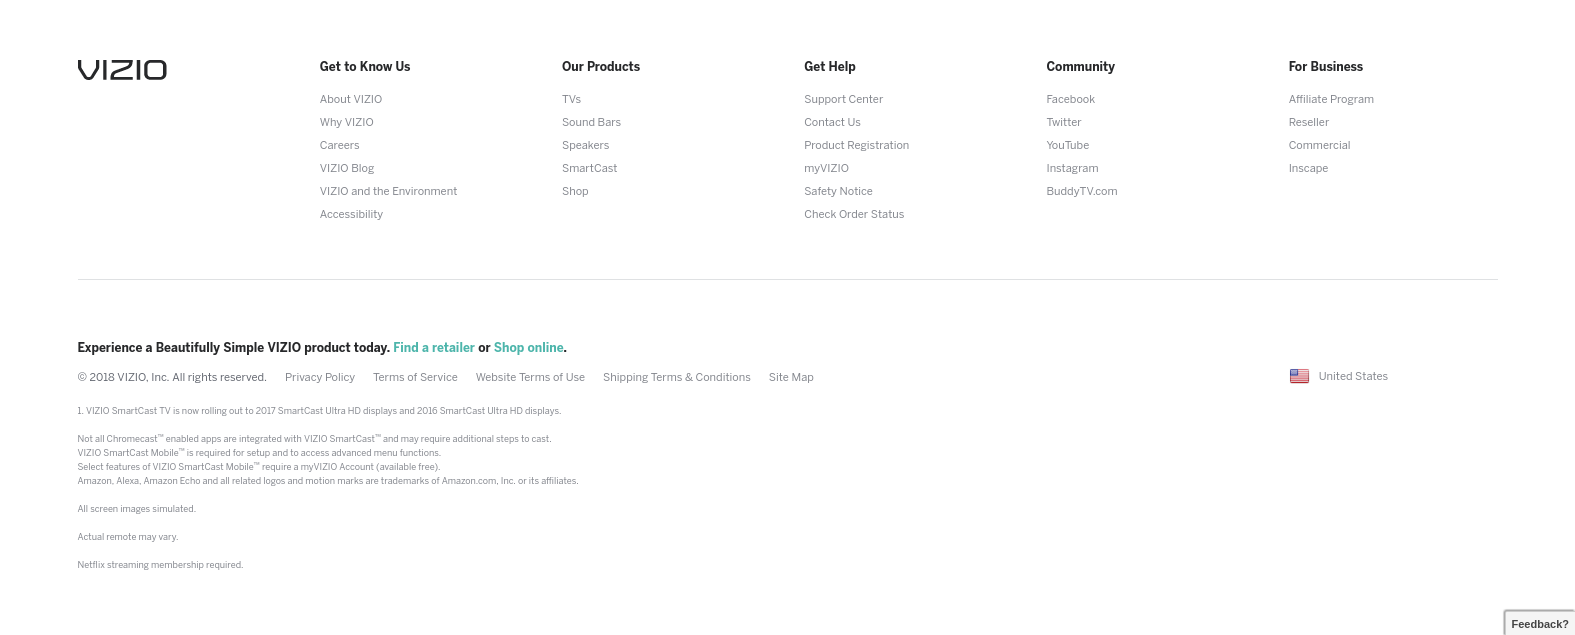 VIZIO
Get to Know Us
About VIZIO
Why VIZIO
Careers
VIZIO Blog
VIZIO and the Environment
Accessibility
Our Products
TVs
Sound Bars
Speakers
SmartCast
Shop
Get Help
Support Center
Contact Us
Product Registration
myVIZIO
Safety Notice
Check Order Status
Community
Facebook
Twitter
YouTube
Instagram
BuddyTV.com
For Business
Affiliate Program
Reseller
Commercial
Inscape
Experience a Beautifully Simple VIZIO product today. Find a retailer or Shop online.
© 2018 VIZIO, Inc. All rights reserved. Privacy Policy Terms of Service Website Terms of Use Shipping Terms & Conditions Site Map
United States
1. VIZIO SmartCast TV is now rolling out to 2017 SmartCast Ultra HD displays and 2016 SmartCast Ultra HD displays.
Not all Chromecast™ enabled apps are integrated with VIZIO SmartCast™ and may require additional steps to cast.
VIZIO SmartCast Mobile™ is required for setup and to access advanced menu functions.
Select features of VIZIO SmartCast Mobile™ require a myVIZIO Account (available free).
Amazon, Alexa, Amazon Echo and all related logos and motion marks are trademarks of Amazon.com, Inc. or its affiliates.
All screen images simulated.
Actual remote may vary.
Netflix streaming membership required.
Feedback?